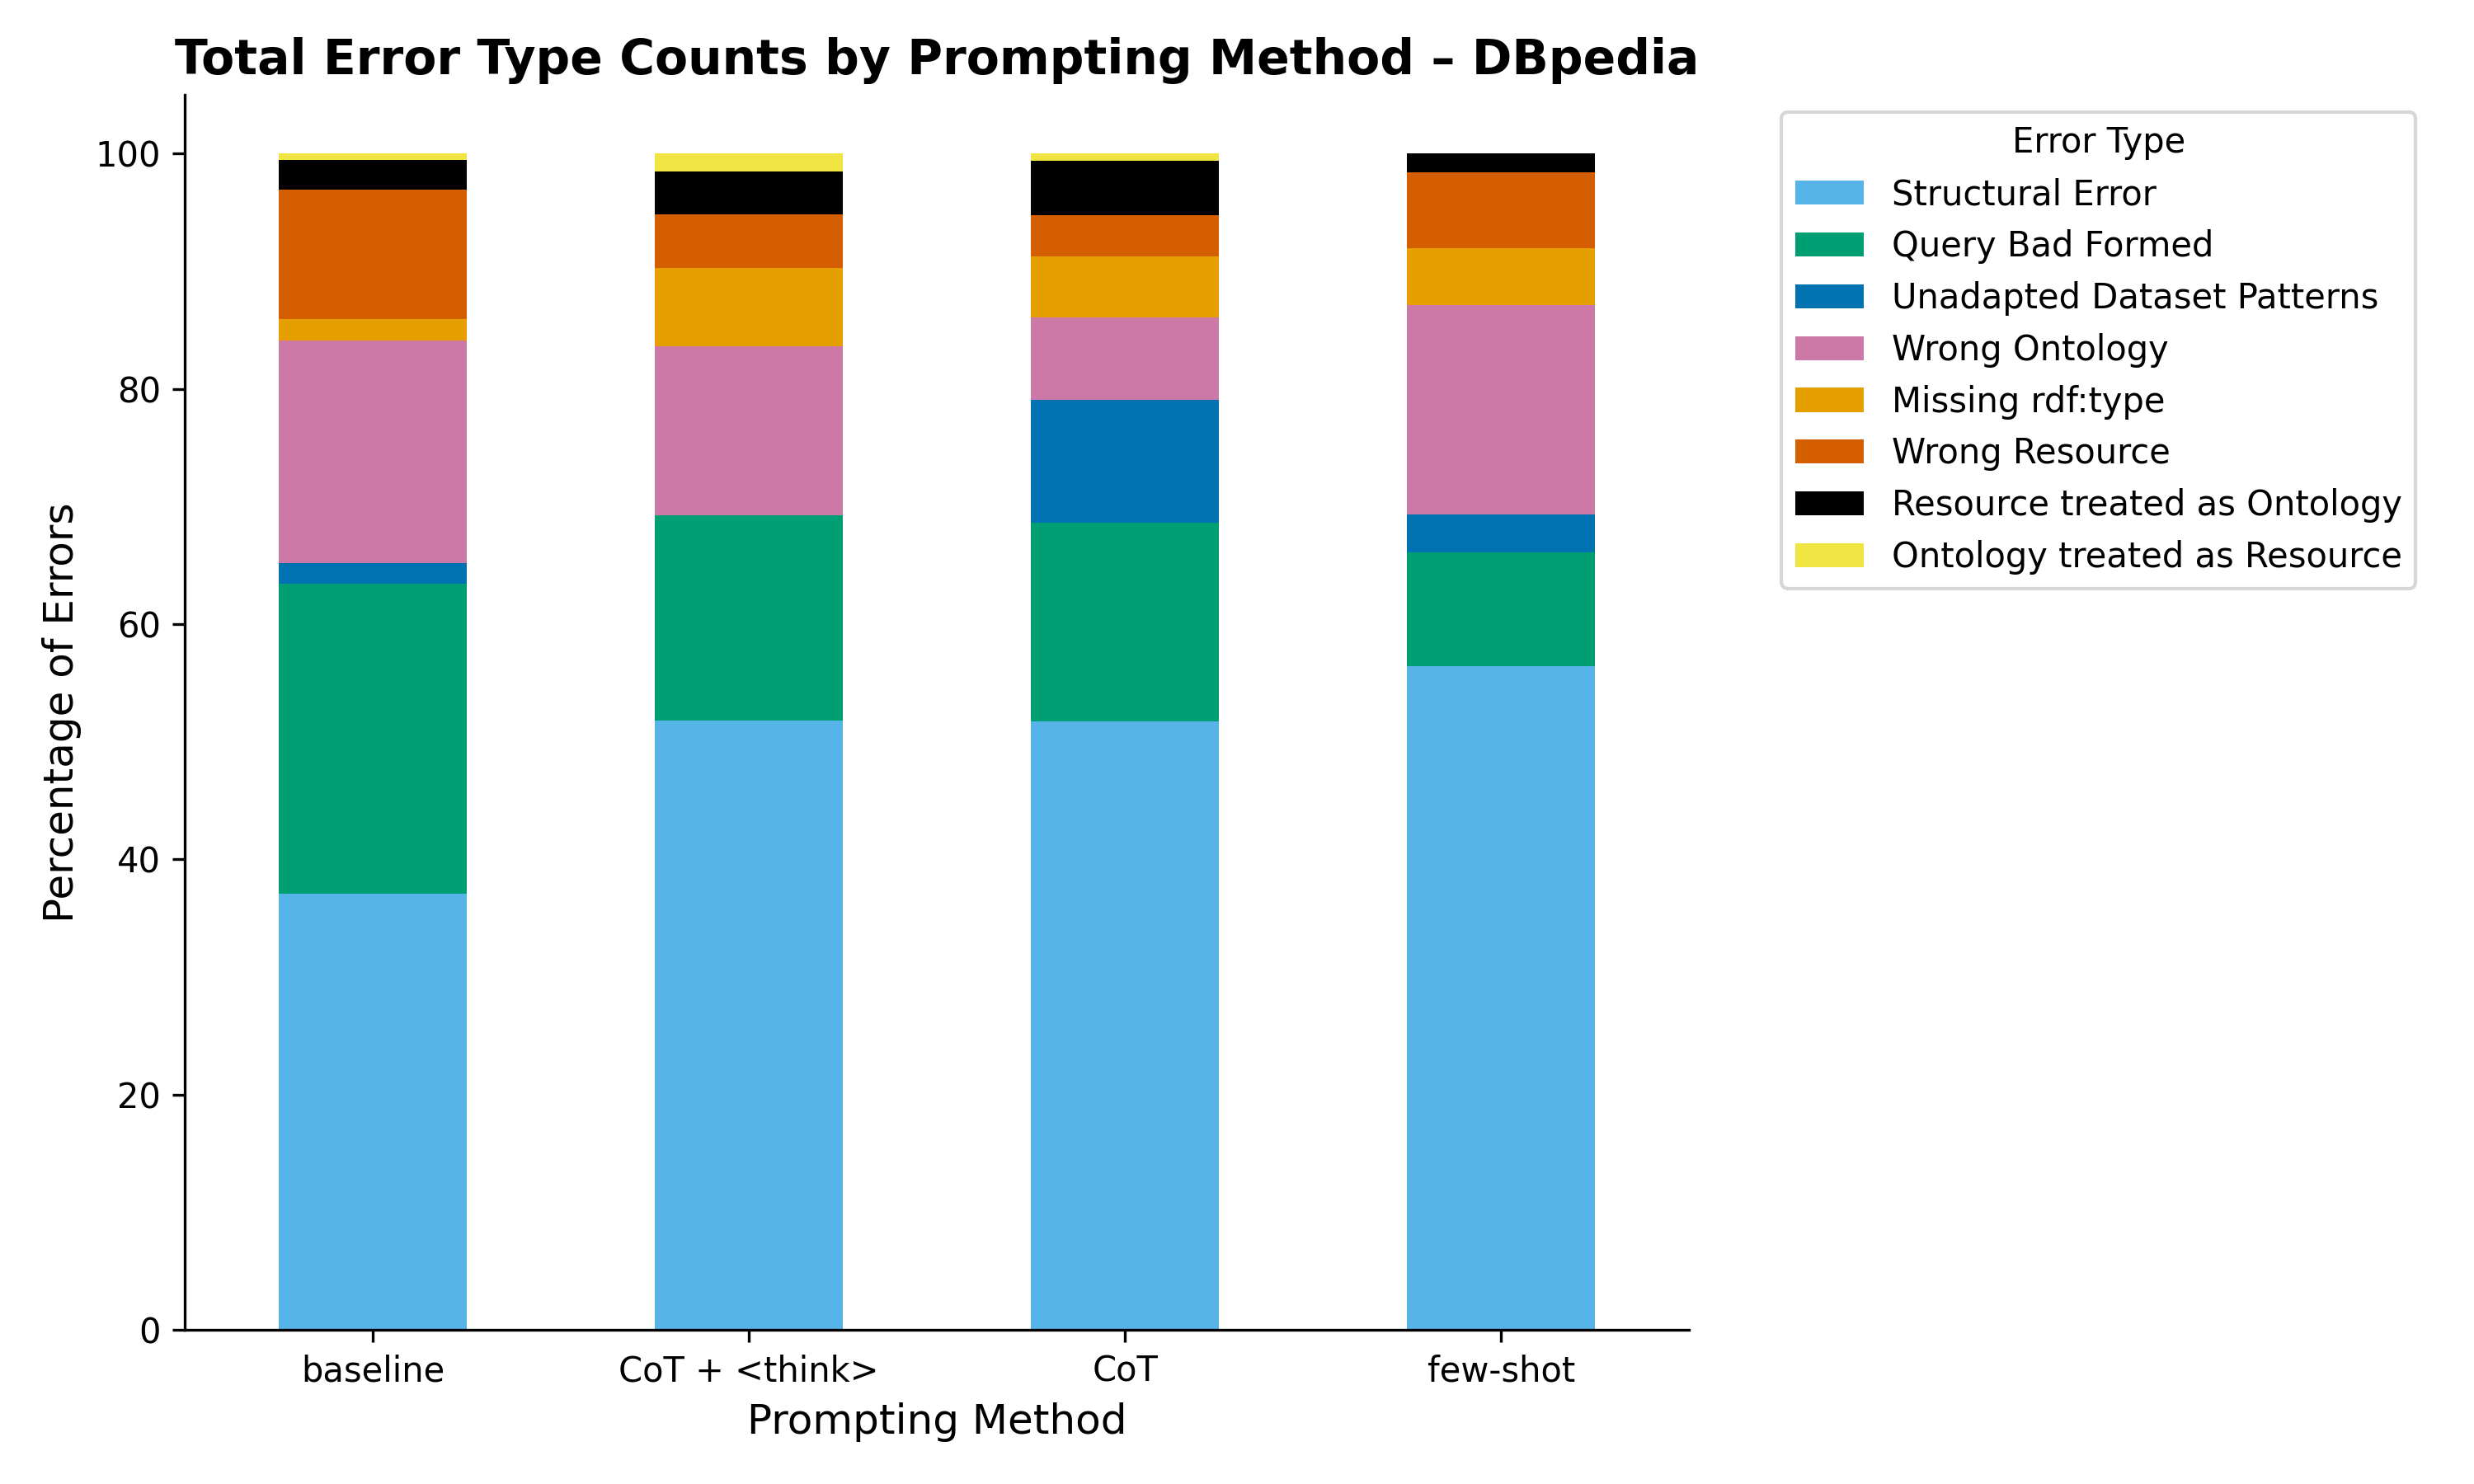 Total Error Type Counts by Prompting Method – DBpedia
Percentage of Errors
100
80
60
40
20
0
baseline
CoT + <think>
CoT
few-shot
Prompting Method
Error Type
Structural Error
Query Bad Formed
Unadapted Dataset Patterns
Wrong Ontology
Missing rdf:type
Wrong Resource
Resource treated as Ontology
Ontology treated as Resource